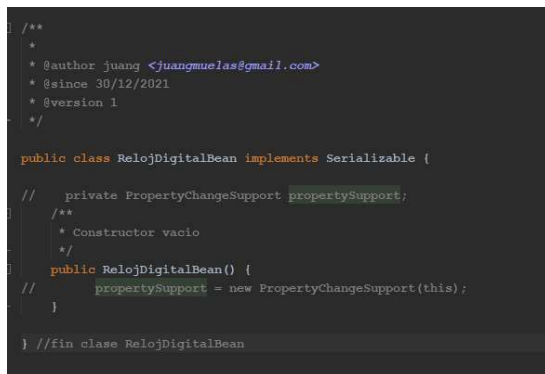 /**
*
* @author juang <juangmuelas@gmail.com>
* @since 30/12/2021
* @version 1
*/
public class RelojDigitalBean implements Serializable {
// private PropertyChangeSupport propertySupport;
/**
* Constructor vacio
*/
public RelojDigitalBean() {
// propertySupport = new PropertyChangeSupport(this);
}
} //fin clase RelojDigitalBean